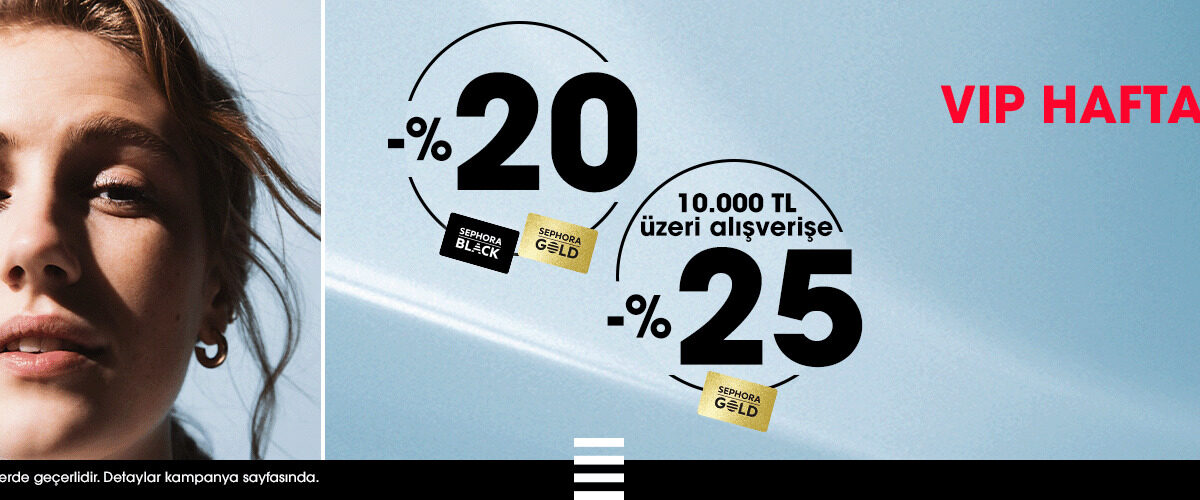 -%20
SEPHORA
BLACK
SEPHORA
GOLD
10.000 TL
üzeri alışverişe
-%25
SEPHORA
GOLD
VIP HAFTA
erde geçerlidir. Detaylar kampanya sayfasında.